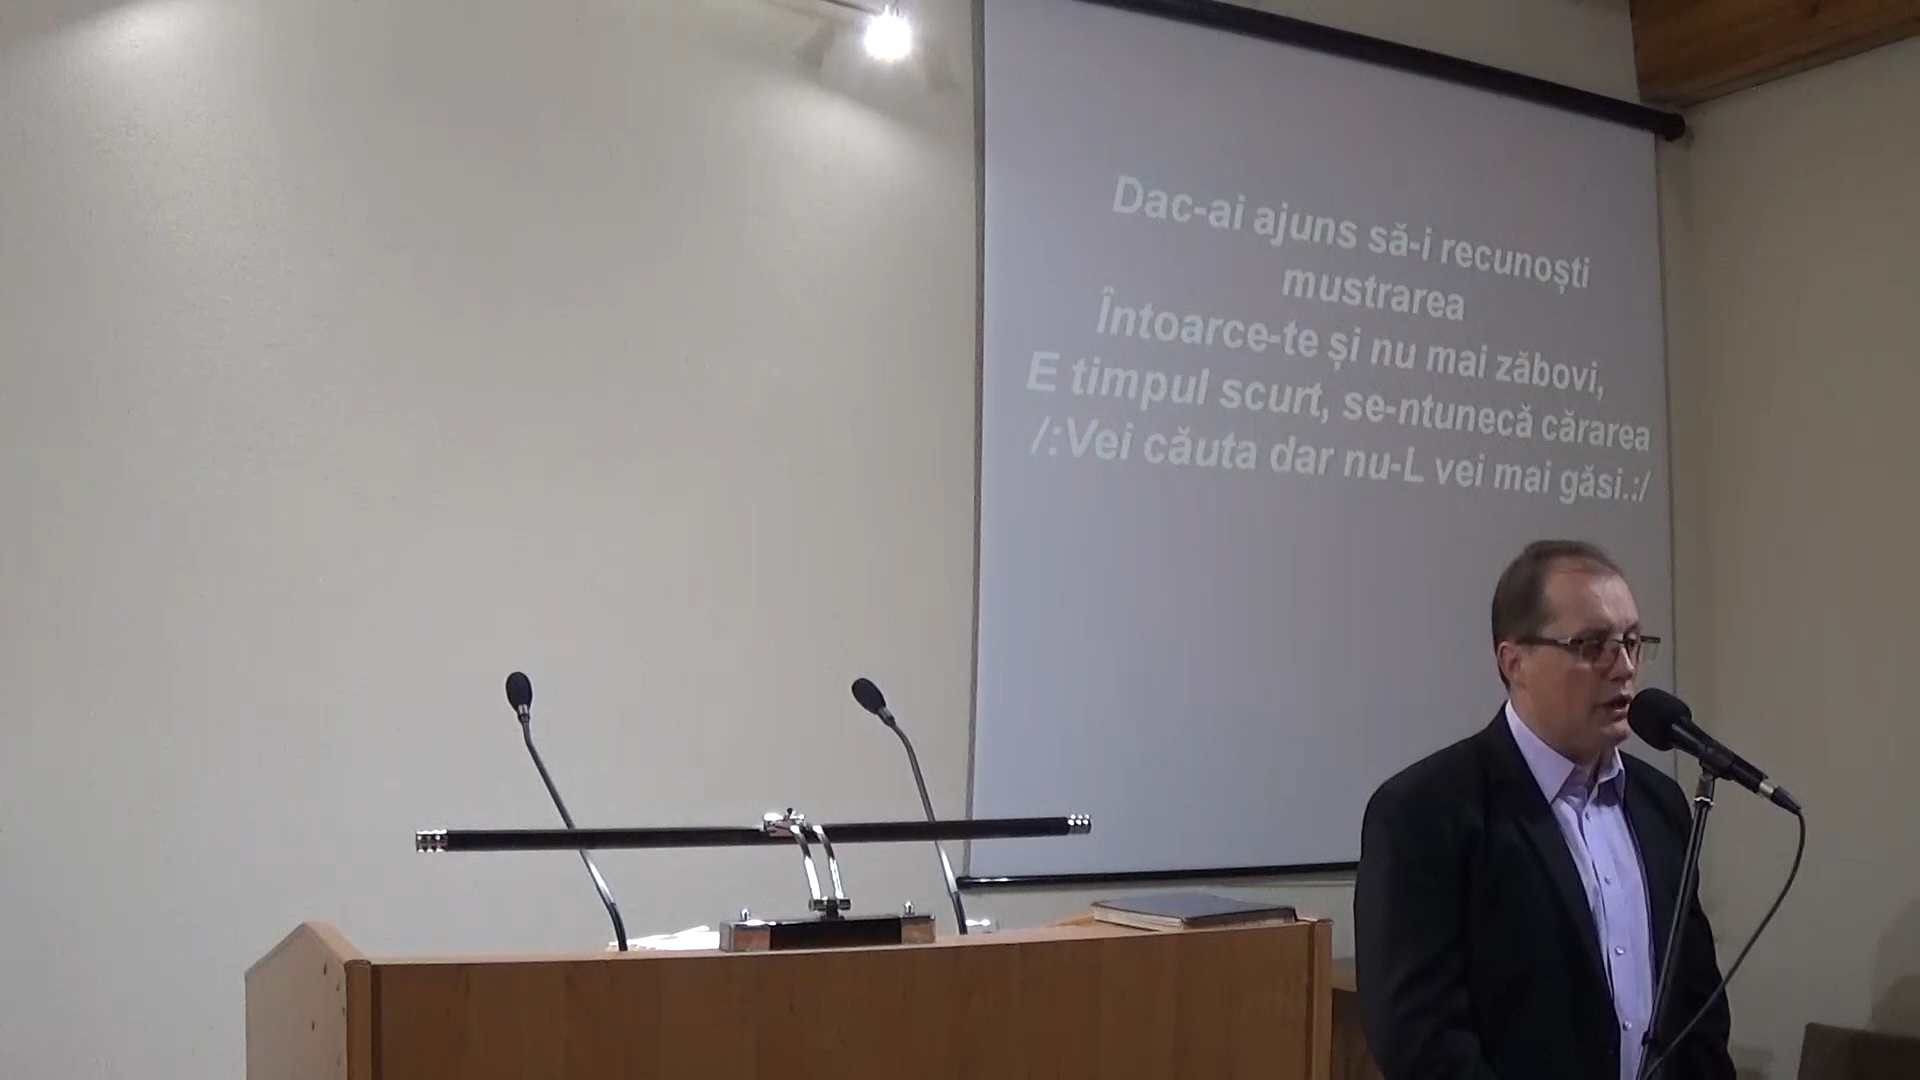 Dac-ai ajuns să-i recunoști
mustrarea
Întoarce-te și nu mai zăbovi,
E timpul scurt, se-ntunecă cărarea
/:Vei căuta dar nu-L vei mai găsi.:/